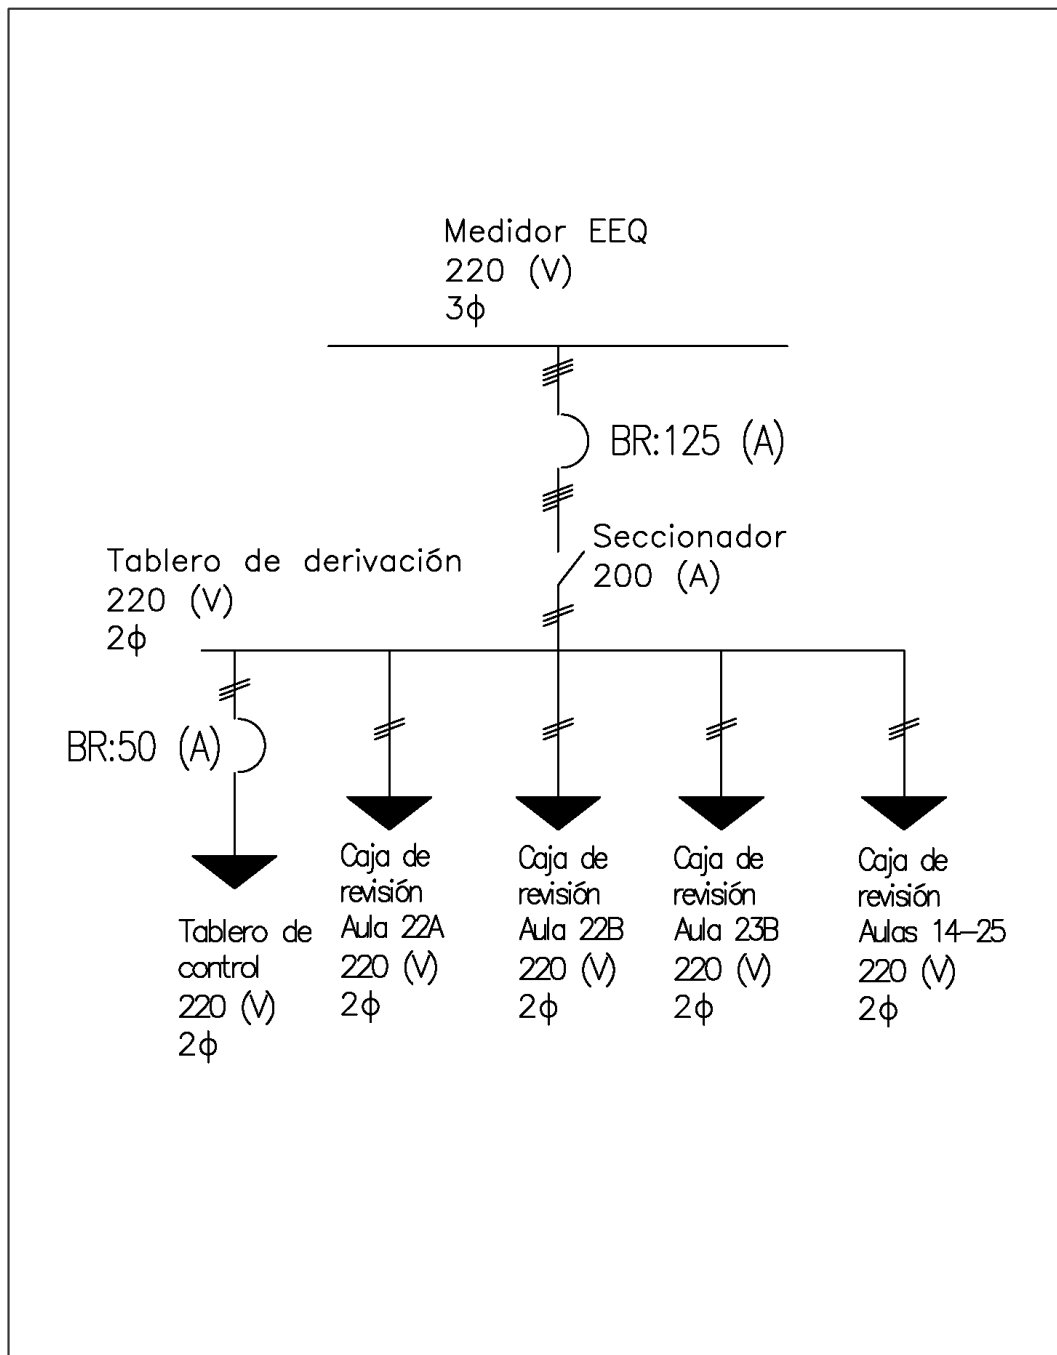 Medidor EEQ
220 (V)
3ϕ
BR:125 (A)
Seccionador
200 (A)
Tablero de derivación
220 (V)
2ϕ
BR:50 (A)
Tablero de
control
220 (V)
2ϕ
Caja de
revisión
Aula 22A
220 (V)
2ϕ
Caja de
revisión
Aula 22B
220 (V)
2ϕ
Caja de
revisión
Aula 23B
220 (V)
2ϕ
Caja de
revisión
Aulas 14-25
220 (V)
2ϕ